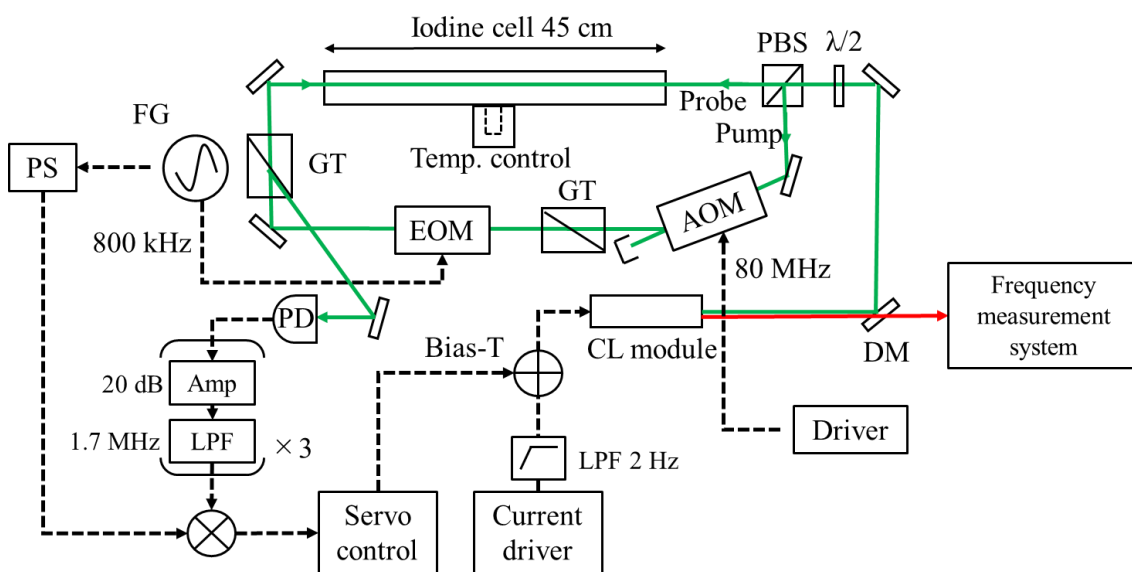 Iodine cell 45 cm
PBS
λ/2
FG
Probe
Pump
PS
GT
Temp. control
GT
AOM
EOM
800 kHz
80 MHz
PD
Bias-T
CL module
DM
Frequency
measurement
system
20 dB
Amp
1.7 MHz
LPF
× 3
LPF 2 Hz
Driver
Servo
control
Current
driver